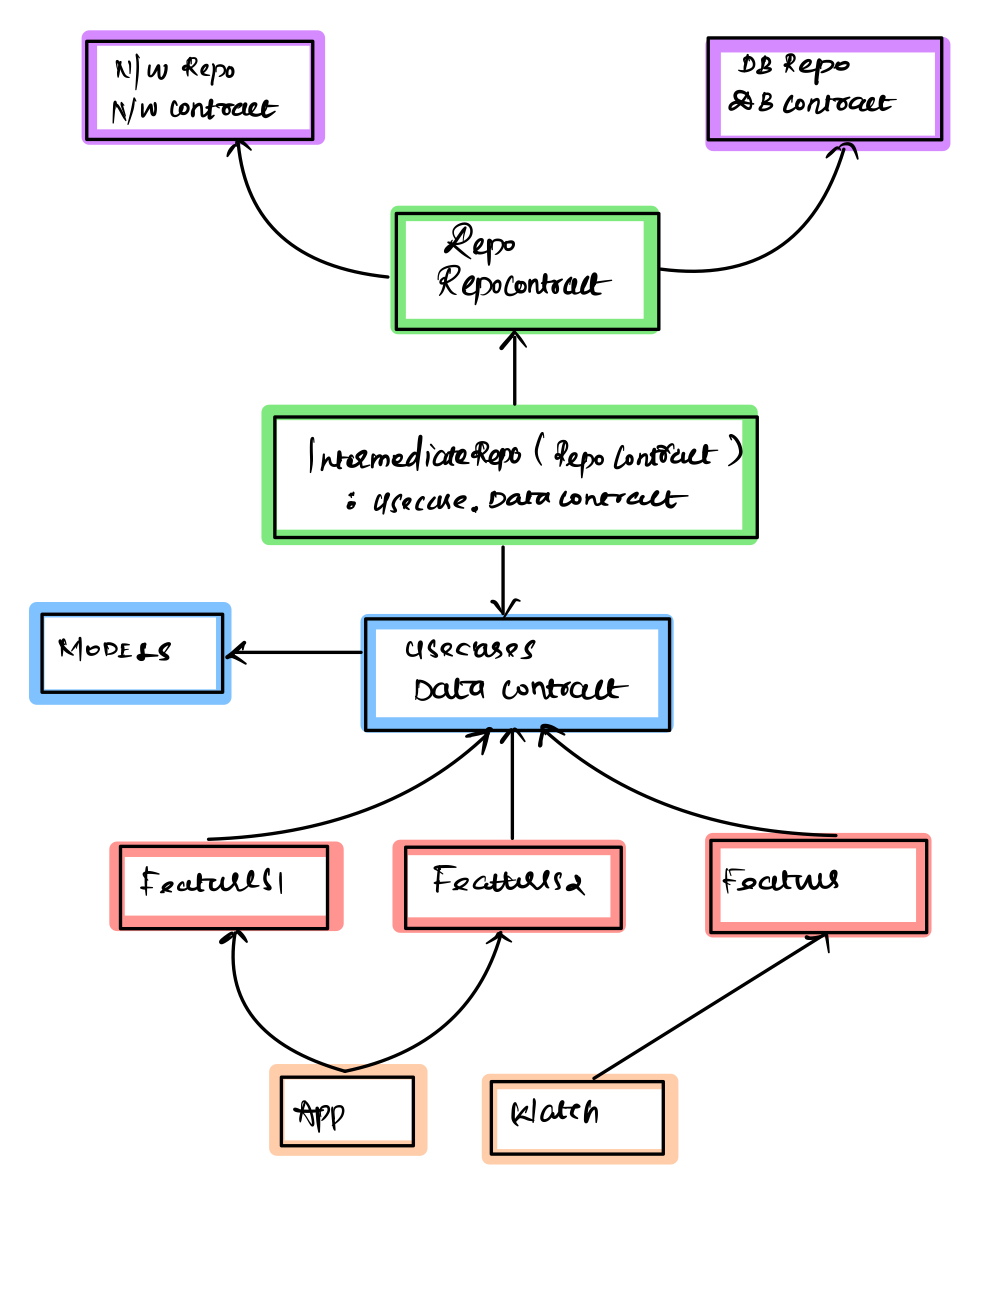 N/W Repo
N/W contract
DB Repo
DB contract
Repo
Repocontract
IntermediateRepo (Repo contract)
: usecase. Data contract
MODELS
usecases
Data contract
Features1
Features2
Feature
App
Watch